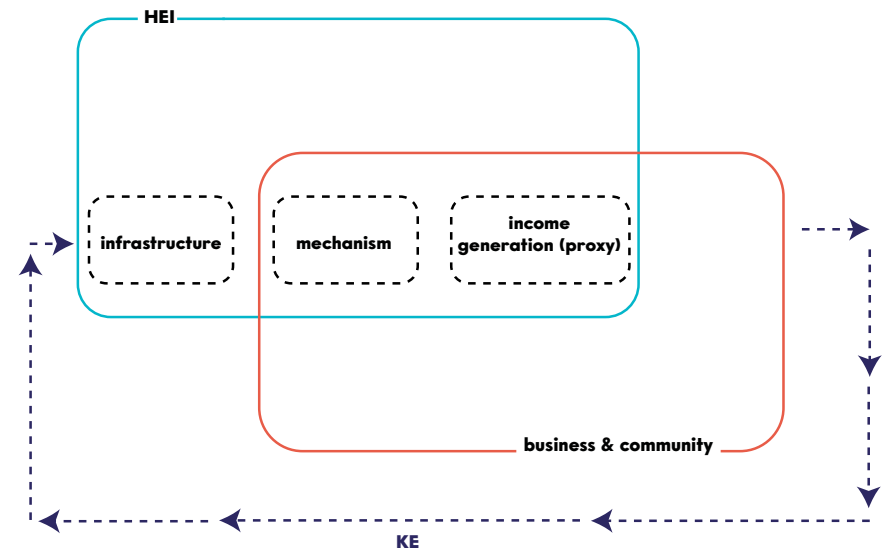 HEI
infrastructure
mechanism
income
generation (proxy)
business & community
KE